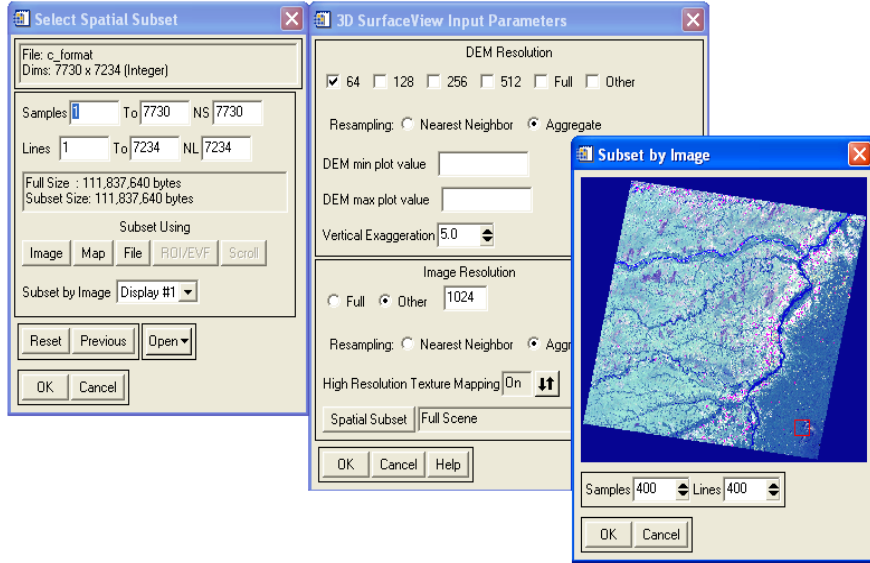 Select Spatial Subset
File: c_format
Dims: 7730 x 7234 (Integer)
Samples 1 To 7730 NS 7730
Lines 1 To 7234 NL 7234
Full Size : 111,837,640 bytes
Subset Size: 111,837,640 bytes
Subset Using
Image Map File ROI/EVF Scroll
Subset by Image Display #1
Reset Previous Open
OK Cancel
3D SurfaceView Input Parameters
DEM Resolution
64 128 256 512 Full Other
Resampling: Nearest Neighbor Aggregate
DEM min plot value
DEM max plot value
Vertical Exaggeration 5.0
Image Resolution
Full Other 1024
Resampling: Nearest Neighbor Aggr
High Resolution Texture Mapping On
Spatial Subset Full Scene
OK Cancel Help
Subset by Image
Samples 400 Lines 400
OK Cancel